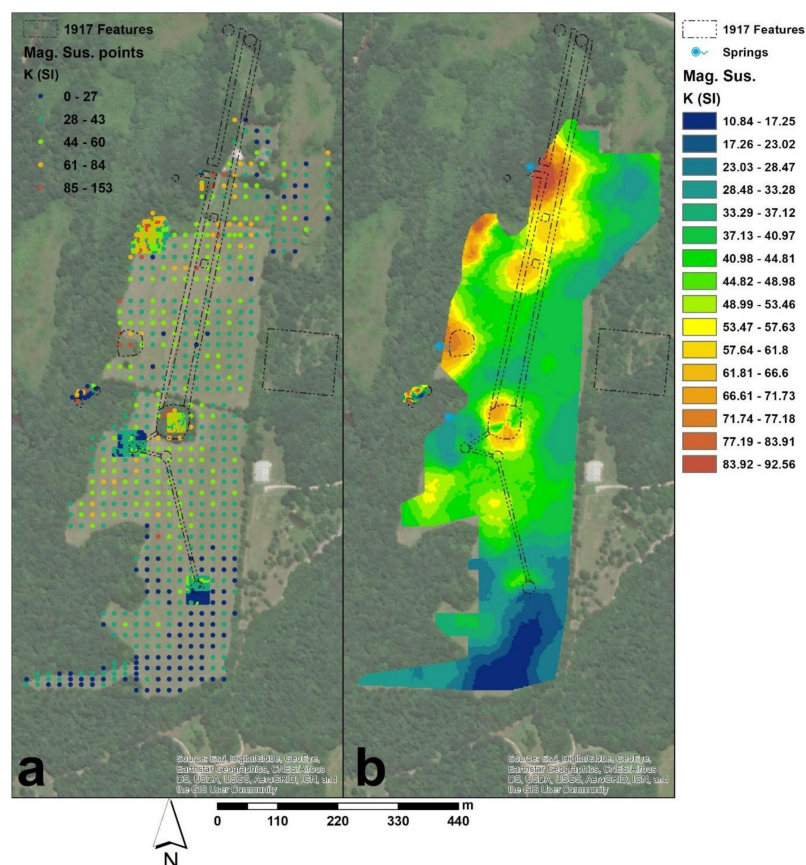 1917 Features
Mag. Sus. points
K (SI)
0 - 27
28 - 43
44 - 60
61 - 84
85 - 153
a
Source: Esri, DigitalGlobe, GeoEye,
Earthstar Geographics, CNES/Airbus
DS, USDA, USGS, AeroGRID, IGN, and
the GIS User Community
b
Source: Esri, DigitalGlobe, GeoEye,
Earthstar Geographics, CNES/Airbus
DS, USDA, USGS, AeroGRID, IGN, and
the GIS User Community
1917 Features
Springs
Mag. Sus.
K (SI)
10.84 - 17.25
17.26 - 23.02
23.03 - 28.47
28.48 - 33.28
33.29 - 37.12
37.13 - 40.97
40.98 - 44.81
44.82 - 48.98
48.99 - 53.46
53.47 - 57.63
57.64 - 61.8
61.81 - 66.6
66.61 - 71.73
71.74 - 77.18
77.19 - 83.91
83.92 - 92.56
m
0 110 220 330 440
N